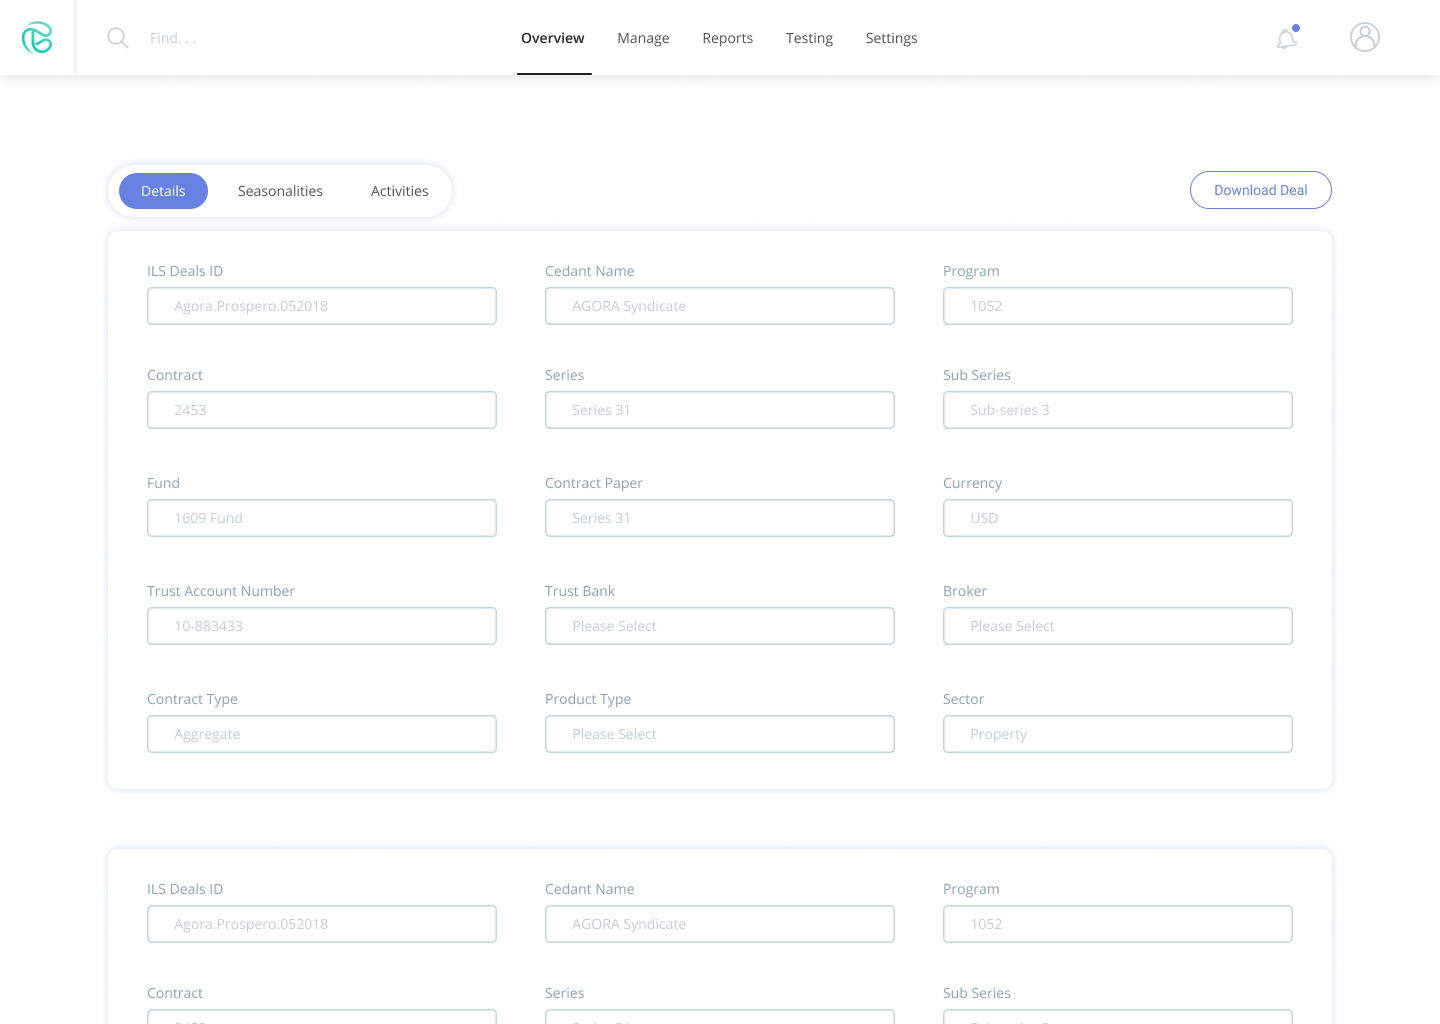 Find. . .
Overview Manage Reports Testing Settings
Details Seasonalities Activities Download Deal
ILS Deals ID Cedant Name Program
Agora.Prospero.052018 AGORA Syndicate 1052
Contract Series Sub Series
2453 Series 31 Sub-series 3
Fund Contract Paper Currency
1609 Fund Series 31 USD
Trust Account Number Trust Bank Broker
10-883433 Please Select Please Select
Contract Type Product Type Sector
Aggregate Please Select Property
ILS Deals ID Cedant Name Program
Agora.Prospero.052018 AGORA Syndicate 1052
Contract Series Sub Series